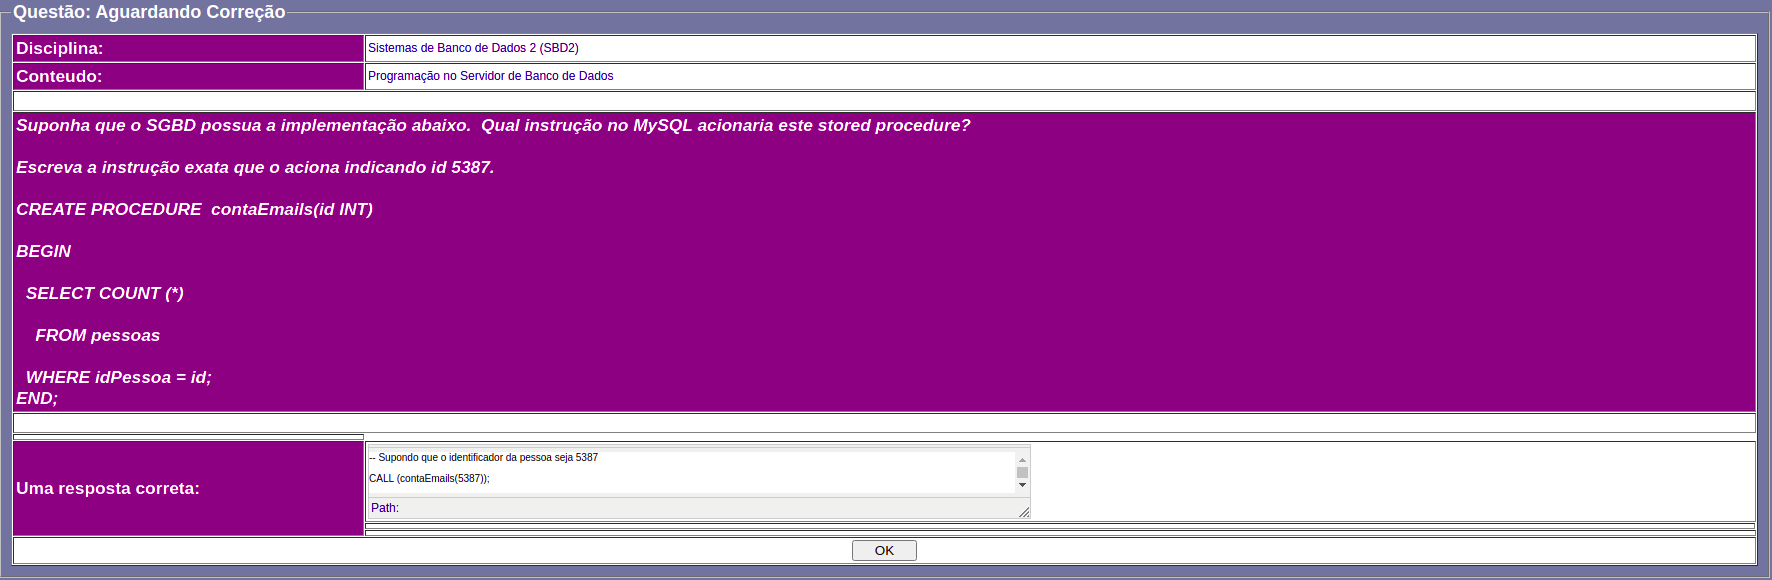 Questão: Aguardando Correção
Disciplina: Sistemas de Banco de Dados 2 (SBD2)
Conteudo: Programação no Servidor de Banco de Dados
Suponha que o SGBD possua a implementação abaixo.  Qual instrução no MySQL acionaria este stored procedure?
Escreva a instrução exata que o aciona indicando id 5387.
CREATE PROCEDURE  contaEmails(id INT)
BEGIN
SELECT COUNT (*)
FROM pessoas
WHERE idPessoa = id;
END;
-- Supondo que o identificador da pessoa seja 5387
CALL (contaEmails(5387));
Uma resposta correta:
Path:
OK